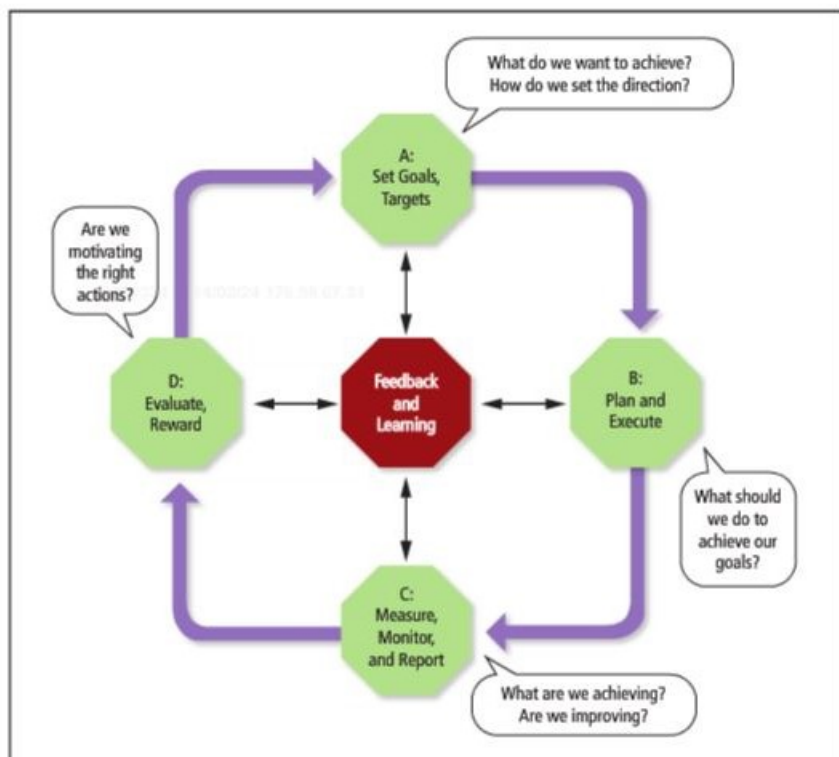 What do we want to achieve?
How do we set the direction?
A:
Set Goals,
Targets
Are we
motivating
the right
actions?
D:
Evaluate,
Reward
Feedback
and
Learning
B:
Plan and
Execute
What should
we do to
achieve our
goals?
C:
Measure,
Monitor,
and Report
What are we achieving?
Are we improving?